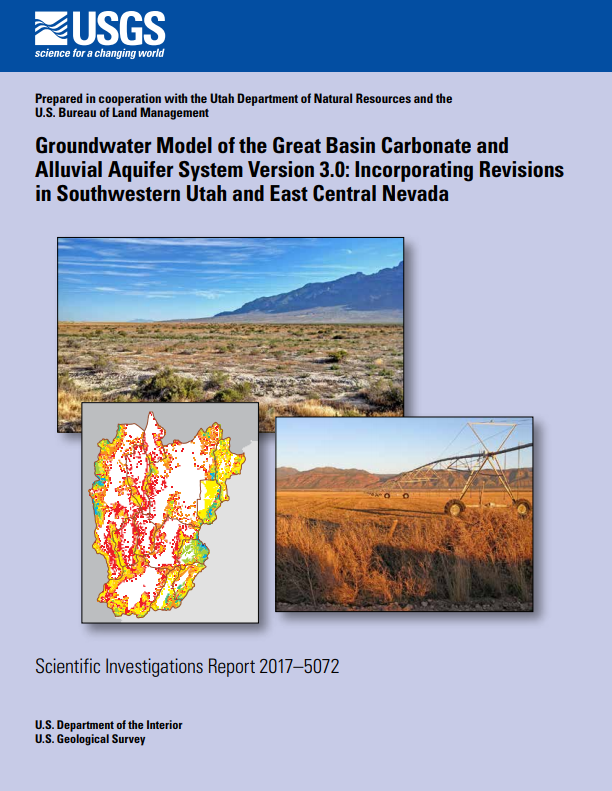 USGS
science for a changing world
Prepared in cooperation with the Utah Department of Natural Resources and the
U.S. Bureau of Land Management
Groundwater Model of the Great Basin Carbonate and
Alluvial Aquifer System Version 3.0: Incorporating Revisions
in Southwestern Utah and East Central Nevada
Scientific Investigations Report 2017–5072
U.S. Department of the Interior
U.S. Geological Survey